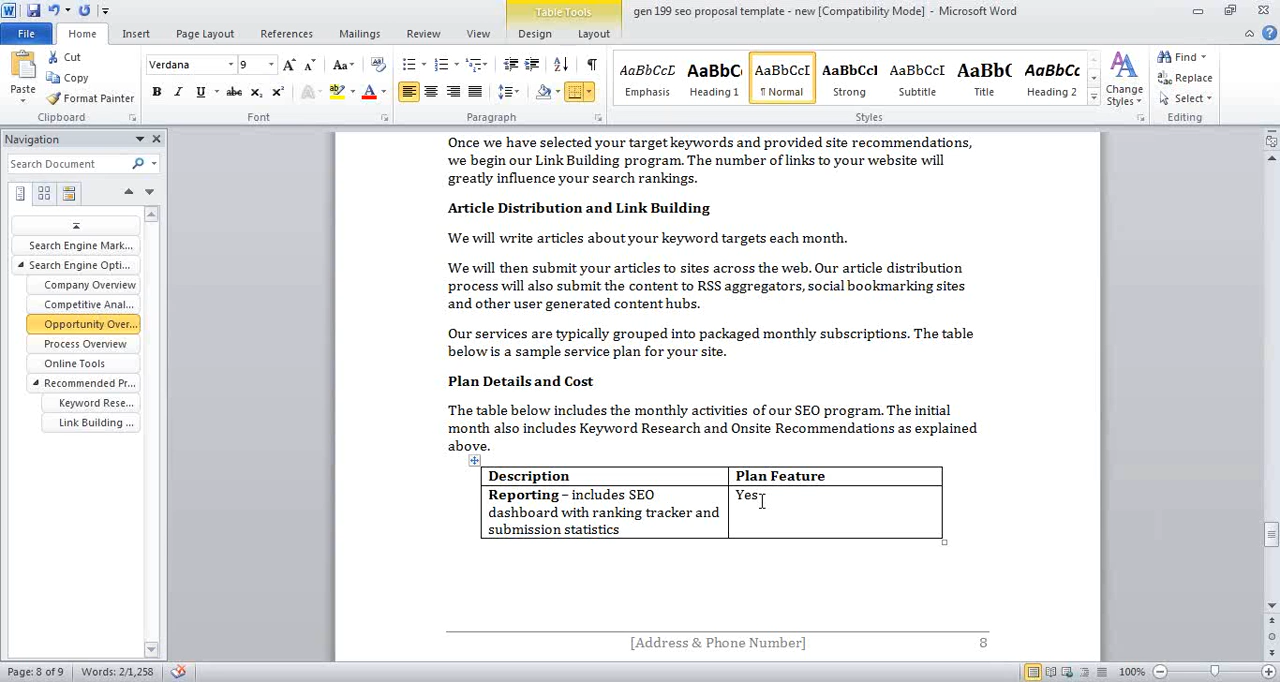 Table Tools
gen 199 seo proposal template - new [Compatibility Mode] - Microsoft Word
File Home Insert Page Layout References Mailings Review View Design Layout
Paste
Cut
Copy
Format Painter
Clipboard
Verdana 9
Font
Paragraph
AaBbCcD AaBbC AaBbCcI AaBbCcl AaBbCcI AaBb( AaBbCc
Emphasis Heading 1 ¶ Normal Strong Subtitle Title Heading 2
Change Styles
Styles
Find
Replace
Select
Editing
Navigation
Search Document
Search Engine Mark...
Search Engine Opti...
Company Overview
Competitive Anal...
Opportunity Over...
Process Overview
Online Tools
Recommended Pr...
Keyword Rese...
Link Building ...
Once we have selected your target keywords and provided site recommendations,
we begin our Link Building program. The number of links to your website will
greatly influence your search rankings.
Article Distribution and Link Building
We will write articles about your keyword targets each month.
We will then submit your articles to sites across the web. Our article distribution
process will also submit the content to RSS aggregators, social bookmarking sites
and other user generated content hubs.
Our services are typically grouped into packaged monthly subscriptions. The table
below is a sample service plan for your site.
Plan Details and Cost
The table below includes the monthly activities of our SEO program. The initial
month also includes Keyword Research and Onsite Recommendations as explained
above.
Description Plan Feature
Reporting – includes SEO Yes
dashboard with ranking tracker and
submission statistics
[Address & Phone Number] 8
Page: 8 of 9 Words: 2/1,258 100%